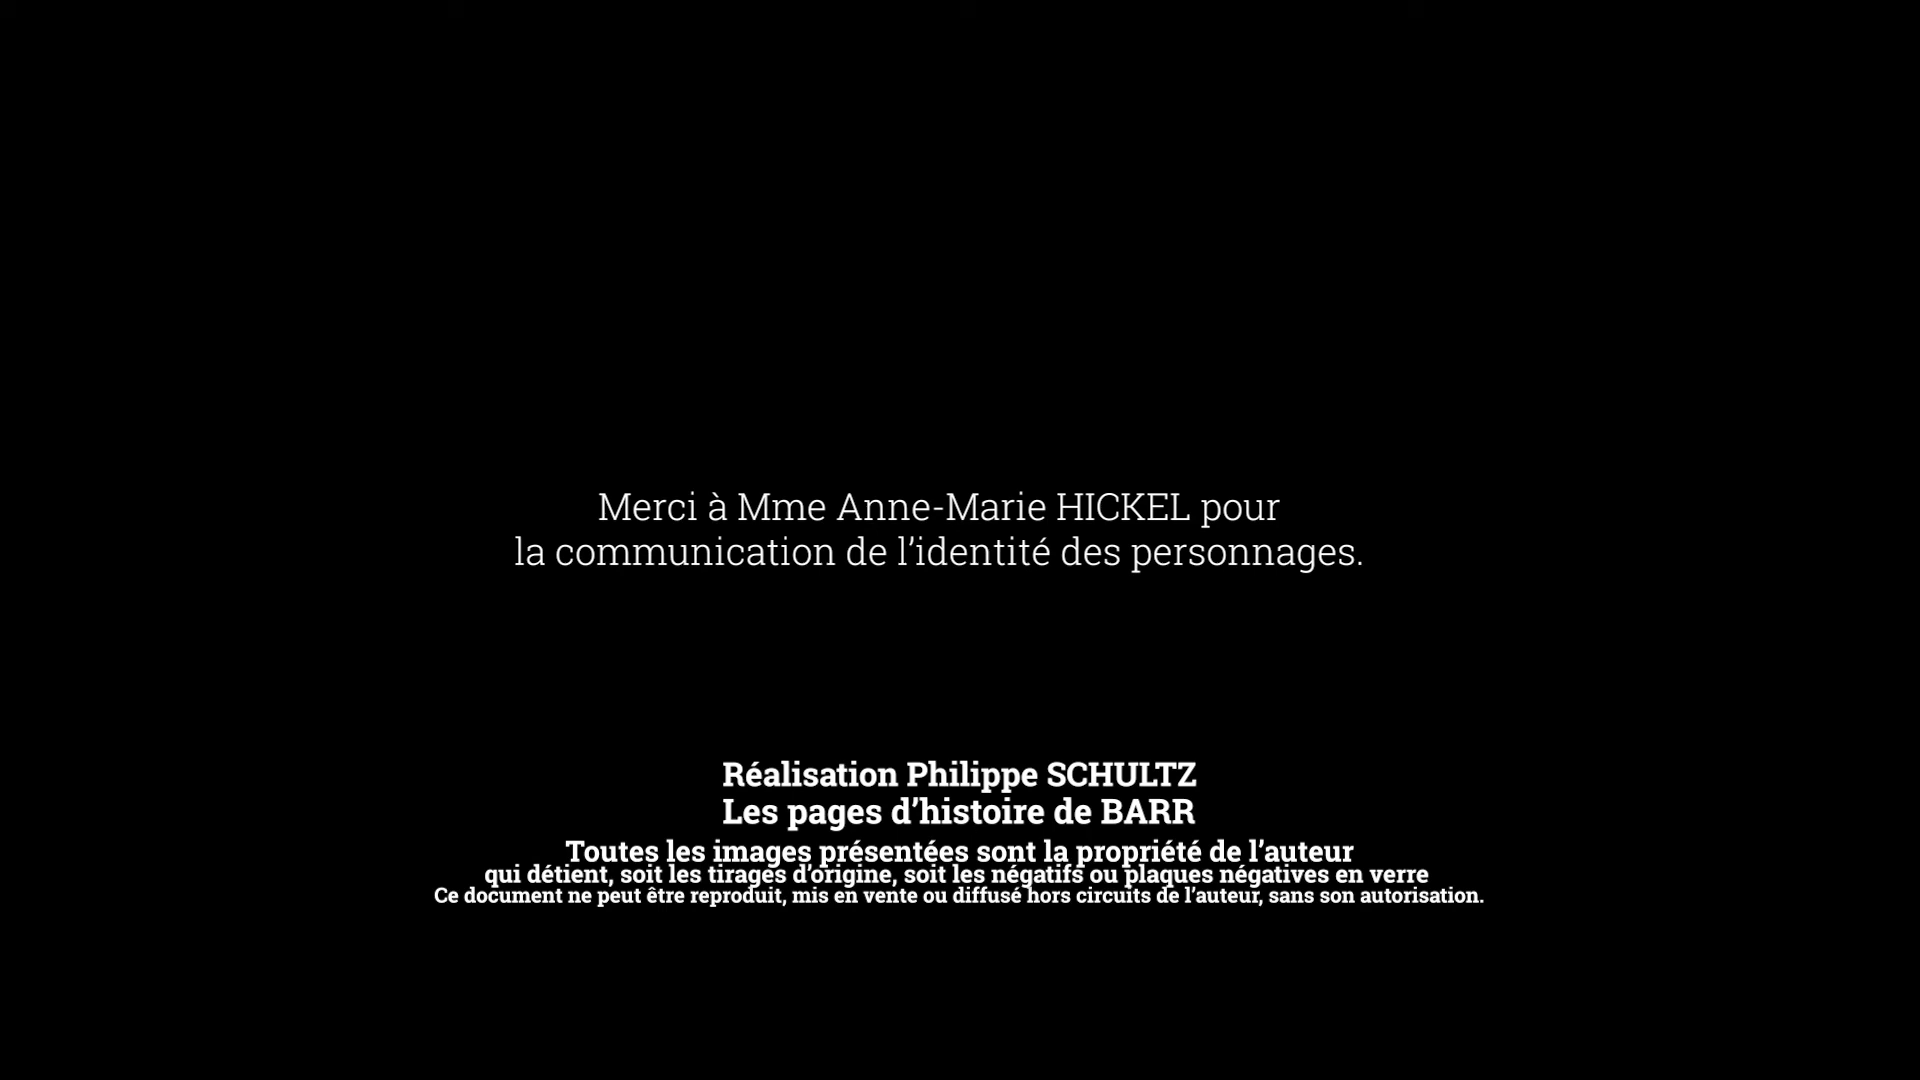 Merci à Mme Anne-Marie HICKEL pour
la communication de l’identité des personnages.
Réalisation Philippe SCHULTZ
Les pages d’histoire de BARR
Toutes les images présentées sont la propriété de l’auteur
qui détient, soit les tirages d’origine, soit les négatifs ou plaques négatives en verre
Ce document ne peut être reproduit, mis en vente ou diffusé hors circuits de l’auteur, sans son autorisation.